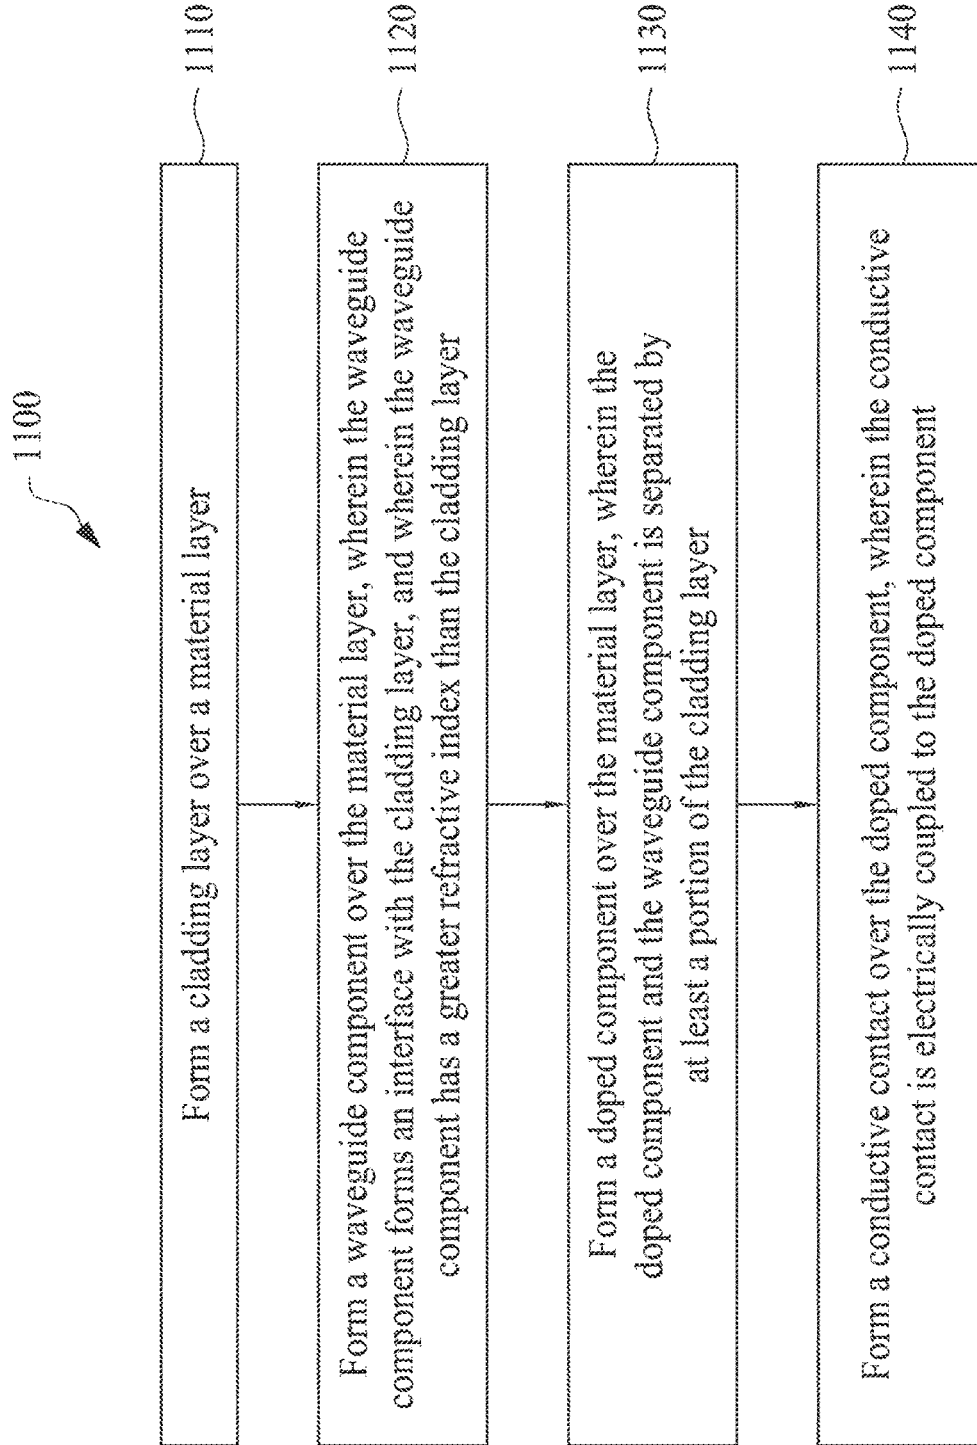 1100
Form a cladding layer over a material layer
1110
Form a waveguide component over the material layer, wherein the waveguide
component forms an interface with the cladding layer, and wherein the waveguide
component has a greater refractive index than the cladding layer
1120
Form a doped component over the material layer, wherein the
doped component and the waveguide component is separated by
at least a portion of the cladding layer
1130
Form a conductive contact over the doped component, wherein the conductive
contact is electrically coupled to the doped component
1140